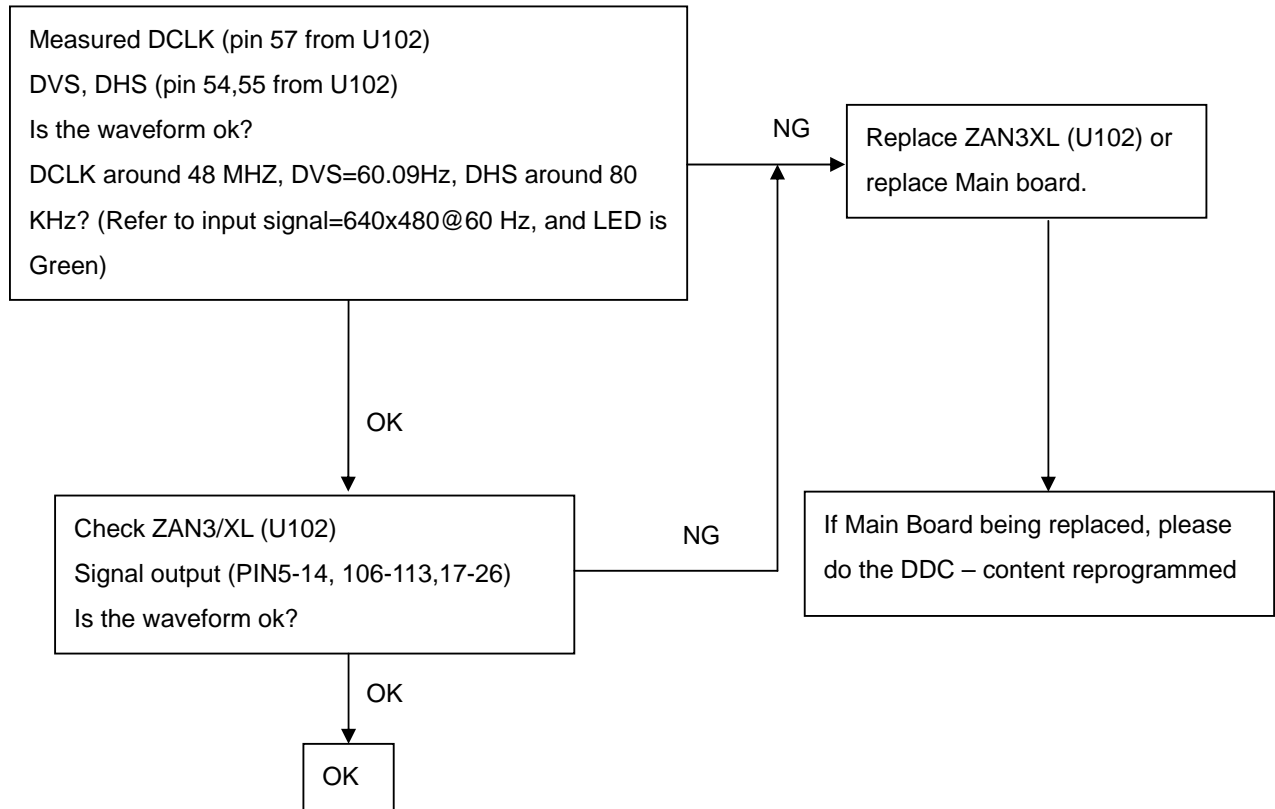 Measured DCLK (pin 57 from U102)
DVS, DHS (pin 54,55 from U102)
Is the waveform ok?
DCLK around 48 MHZ, DVS=60.09Hz, DHS around 80
KHz? (Refer to input signal=640x480@60 Hz, and LED is
Green)
NG
Replace ZAN3XL (U102) or
replace Main board.
OK
Check ZAN3/XL (U102)
Signal output (PIN5-14, 106-113,17-26)
Is the waveform ok?
NG
If Main Board being replaced, please
do the DDC – content reprogrammed
OK
OK